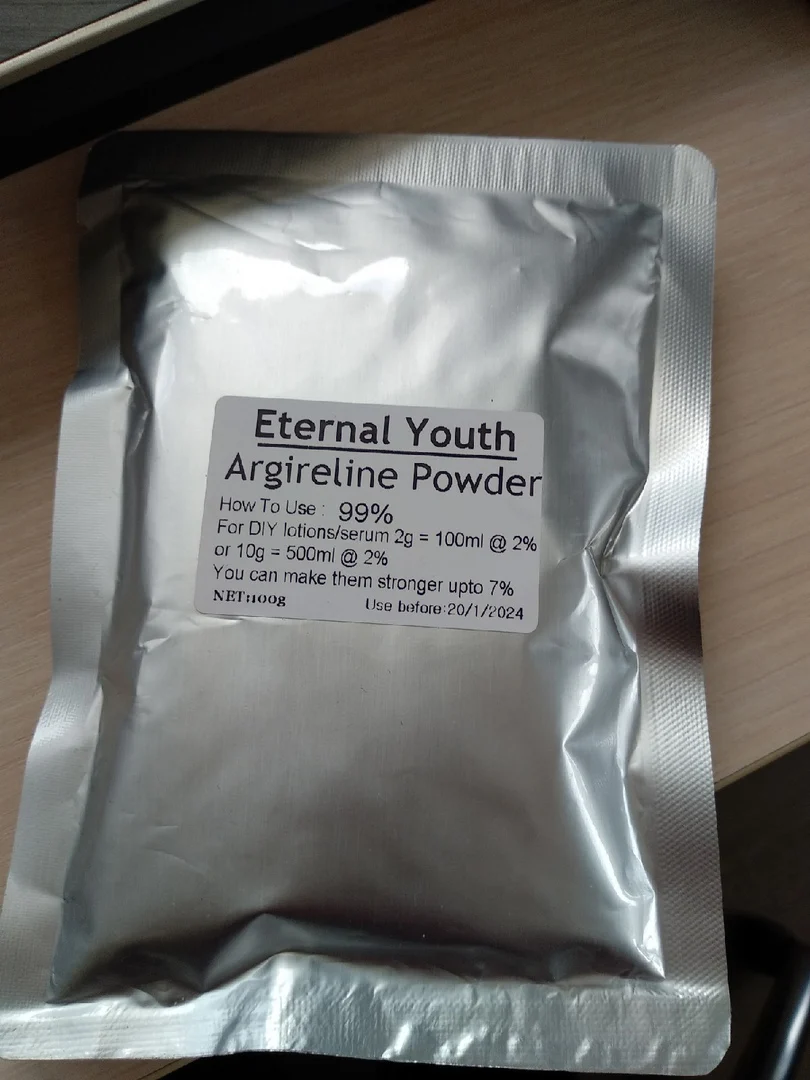 Eternal Youth
Argireline Powder
How To Use : 99%
For DIY lotions/serum 2g = 100ml @ 2%
or 10g = 500ml @ 2%
You can make them stronger upto 7%
NET:100g Use before:20/1/2024